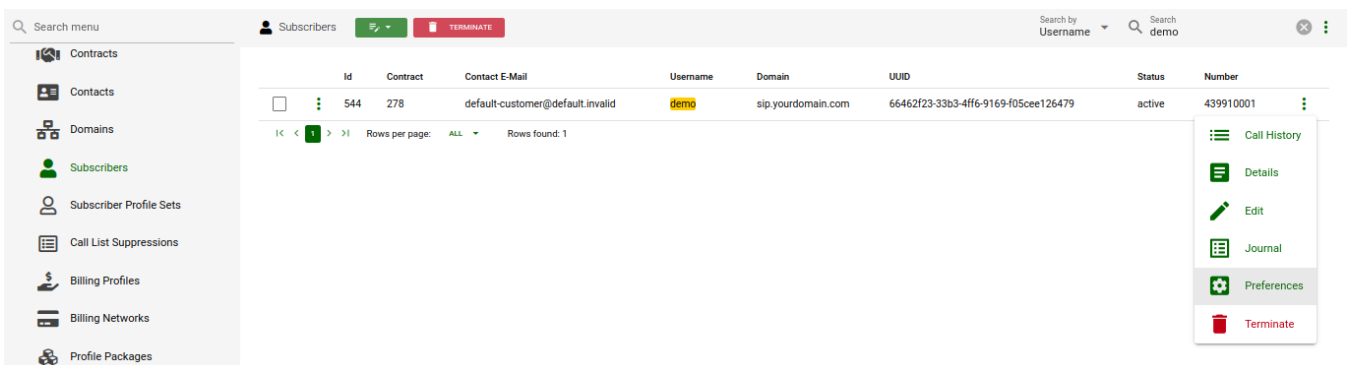 Search menu
Contracts
Contacts
Domains
Subscribers
Subscriber Profile Sets
Call List Suppressions
Billing Profiles
Billing Networks
Profile Packages
Subscribers
TERMINATE
Search by
Username
Search
demo
Id Contract Contact E-Mail Username Domain UUID Status Number
544 278 default-customer@default.invalid demo sip.yourdomain.com 66462f23-33b3-4ff6-9169-f05cee126479 active 439910001
1 Rows per page: ALL Rows found: 1
Call History
Details
Edit
Journal
Preferences
Terminate